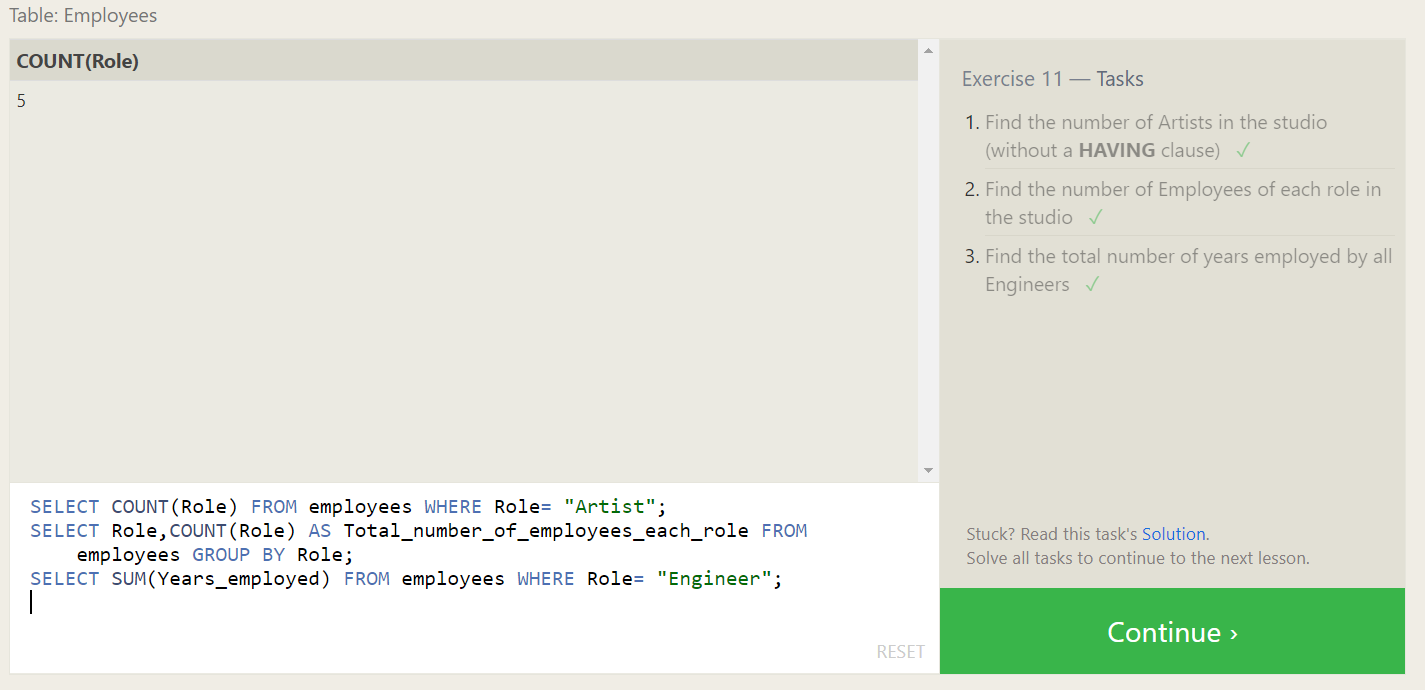 Table: Employees
COUNT(Role)
5
Exercise 11 — Tasks
1. Find the number of Artists in the studio
(without a HAVING clause) ✓
2. Find the number of Employees of each role in
the studio ✓
3. Find the total number of years employed by all
Engineers ✓
SELECT COUNT(Role) FROM employees WHERE Role= "Artist";
SELECT Role,COUNT(Role) AS Total_number_of_employees_each_role FROM
employees GROUP BY Role;
SELECT SUM(Years_employed) FROM employees WHERE Role= "Engineer";
RESET
Stuck? Read this task's Solution.
Solve all tasks to continue to the next lesson.
Continue ›